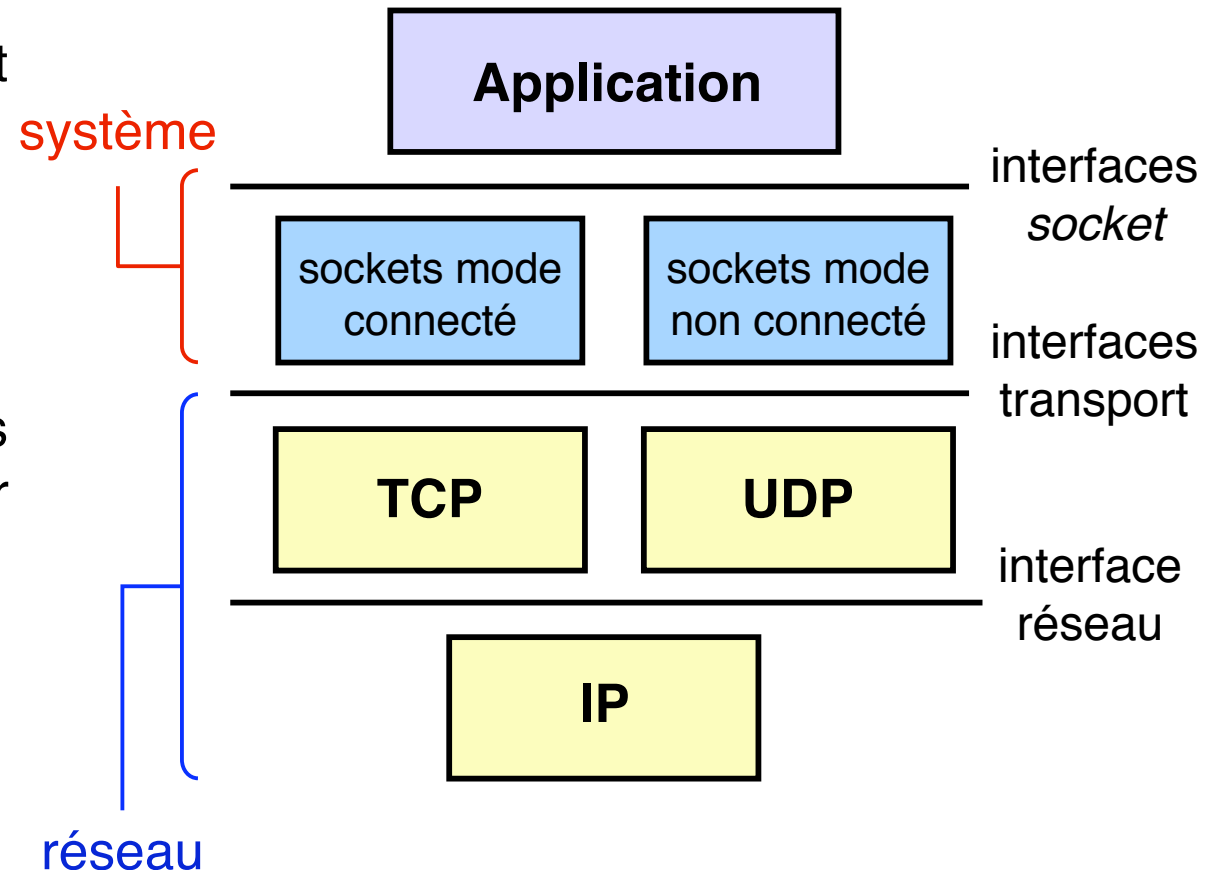 t
Application
système
interfaces
socket
sockets mode
connecté
sockets mode
non connecté
interfaces
transport
s
r
TCP
UDP
interface
réseau
IP
réseau